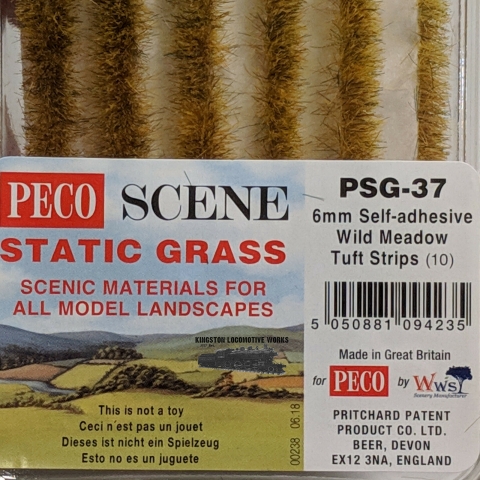 PECO SCENE
STATIC GRASS
SCENIC MATERIALS FOR
ALL MODEL LANDSCAPES
KINGSTON LOCOMOTIVE WORKS
This is not a toy
Ceci n´est pas un jouet
Dieses ist nicht ein Spielzeug
Esto no es un juguete
00238 06.18
PSG-37
6mm Self-adhesive
Wild Meadow
Tuft Strips (10)
5 050881 094235
Made in Great Britain
for PECO by WWS
Scenery Manufacturer
PRITCHARD PATENT
PRODUCT CO. LTD.
BEER, DEVON
EX12 3NA, ENGLAND